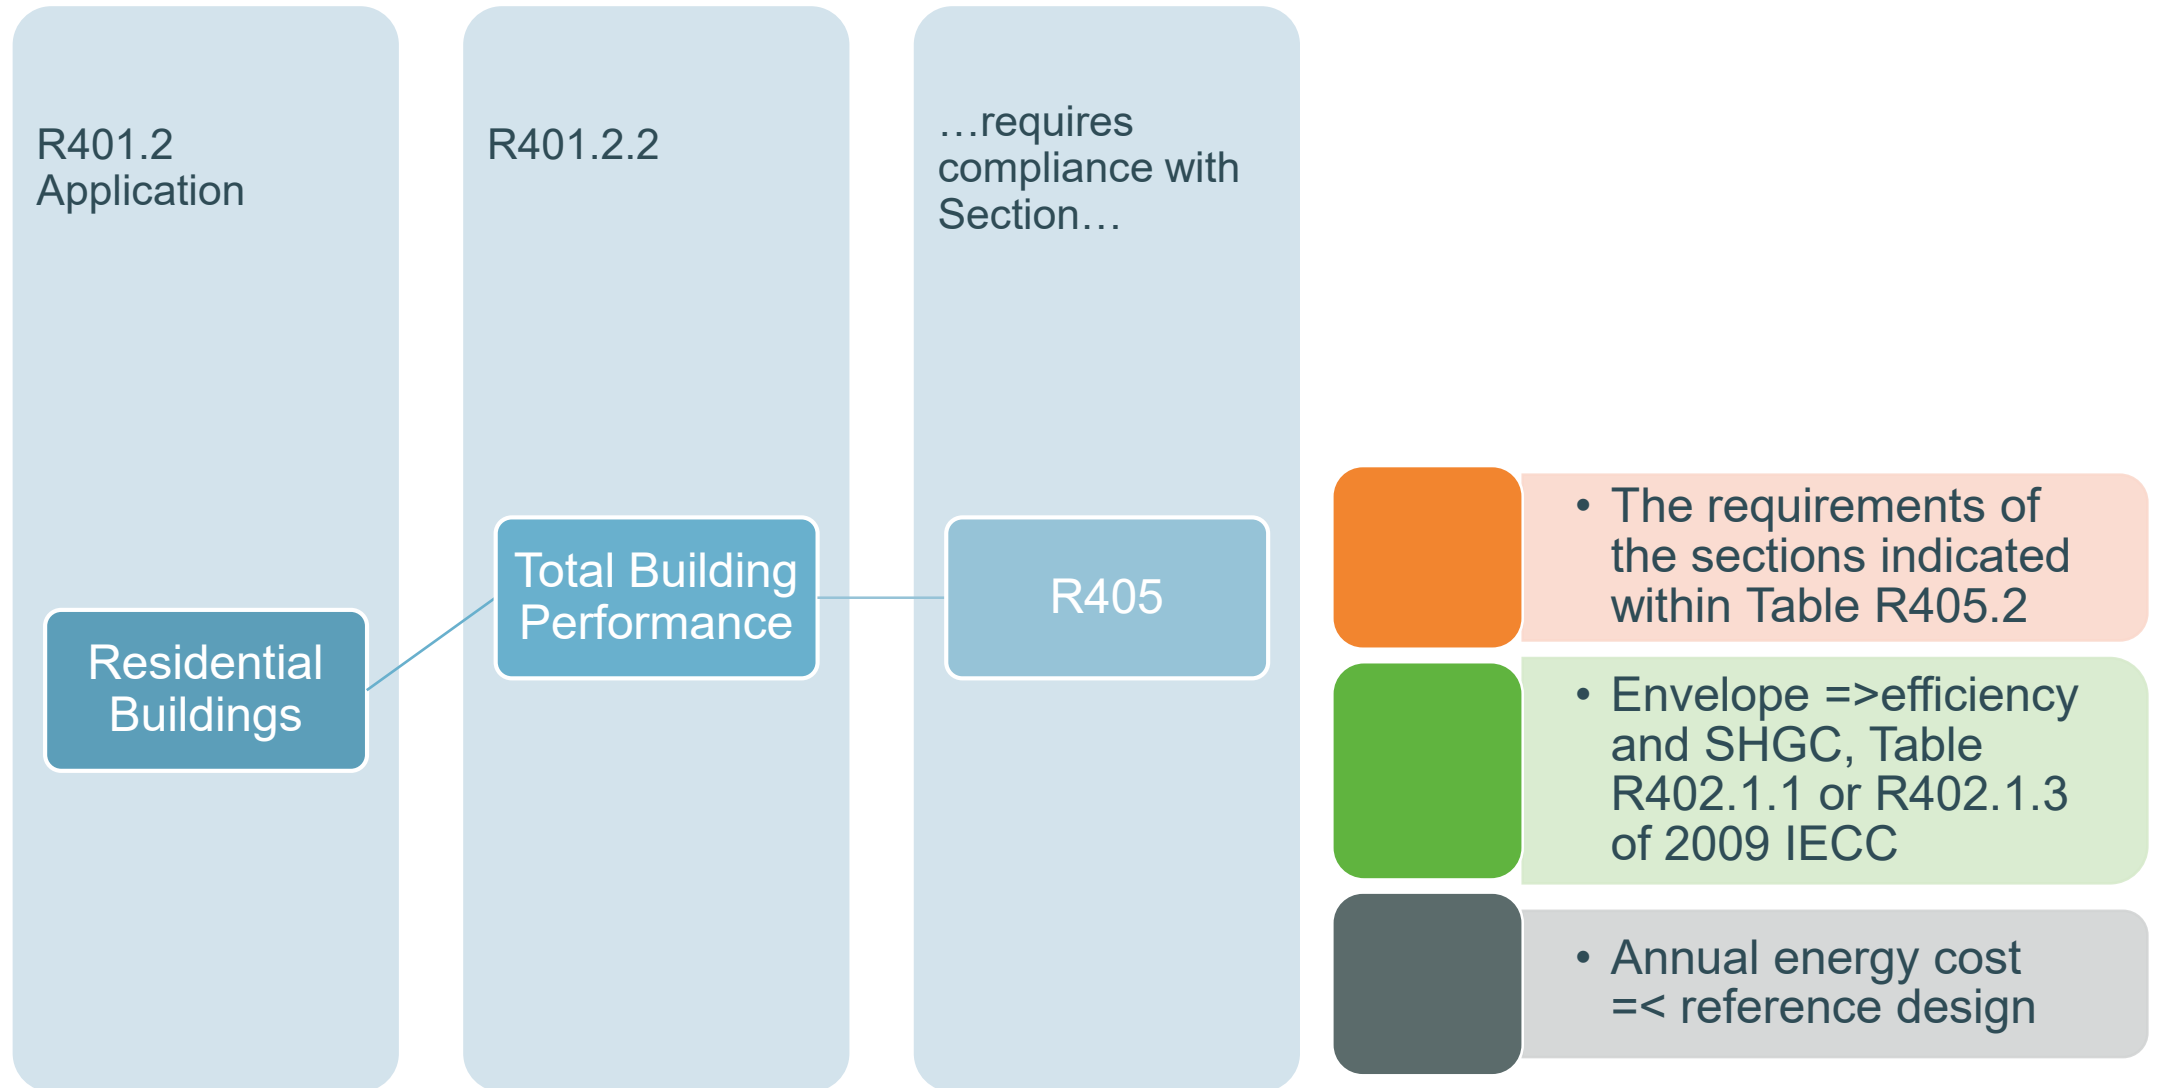 R401.2
Application
R401.2.2
…requires
compliance with
Section…
Residential
Buildings
Total Building
Performance
R405
• The requirements of
the sections indicated
within Table R405.2
• Envelope =>efficiency
and SHGC, Table
R402.1.1 or R402.1.3
of 2009 IECC
• Annual energy cost
=< reference design